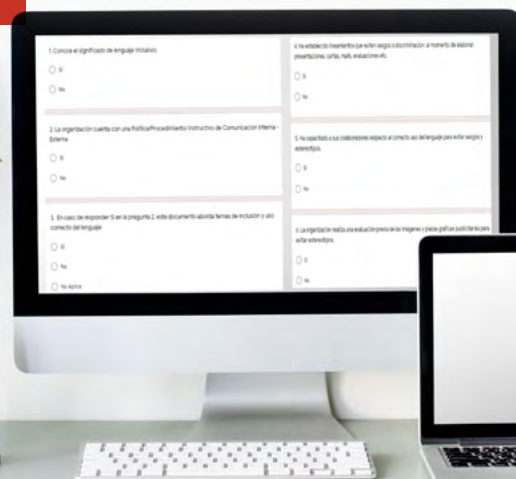 1. Conoce el significado de lenguaje inclusivo.
Si
No
2. La organización cuenta con una Política/Procedimiento/ Instructivo de Comunicación Interna -
Externa
Si
No
3. En caso de responder Si en la pregunta 2, este documento aborda temas de inclusión y uso
correcto del lenguaje
Si
No
No Aplica
4. Ha establecido lineamientos que eviten sesgos o discriminación al momento de elaborar
presentaciones, cartas, mails, evaluaciones etc.
Si
No
5. Ha capacitado a sus colaboradores respecto al correcto uso del lenguaje para evitar sesgos y
estereotipos.
Si
No
6. La organización realiza una evaluación previa de las imágenes y piezas gráficas publicitarias para
evitar estereotipos.
Si
No